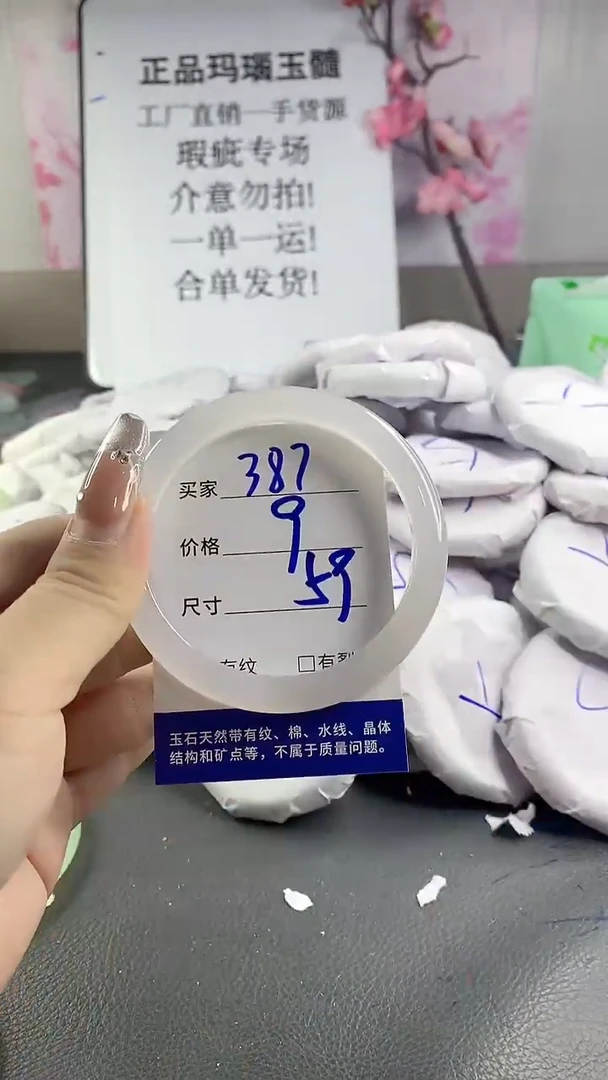 正品玛瑙玉髓
工厂直销一手货源
瑕疵专场
介意勿拍!
一单一运!
合单发货!
买家 387
价格 9
尺寸 59
有纹 □有裂
玉石天然带有纹、棉、水线、晶体
结构和矿点等，不属于质量问题。